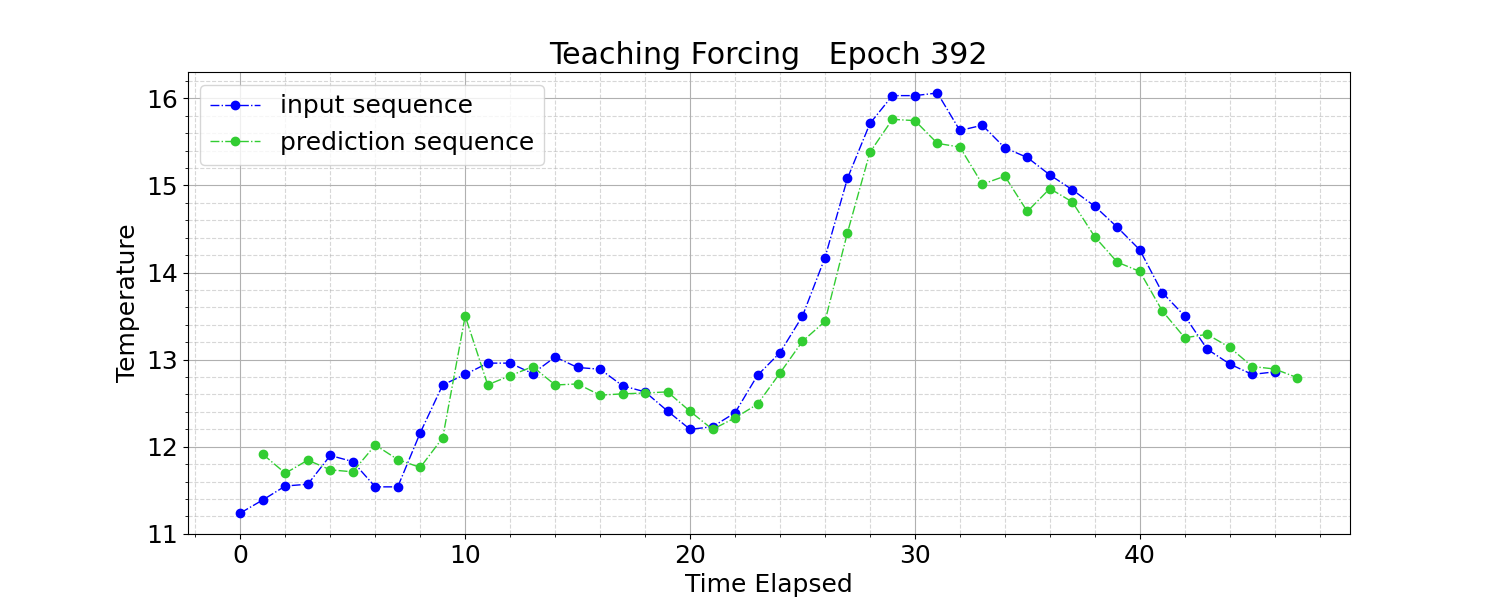 Teaching Forcing   Epoch 392
input sequence
prediction sequence
Temperature
16
15
14
13
12
11
0 10 20 30 40
Time Elapsed